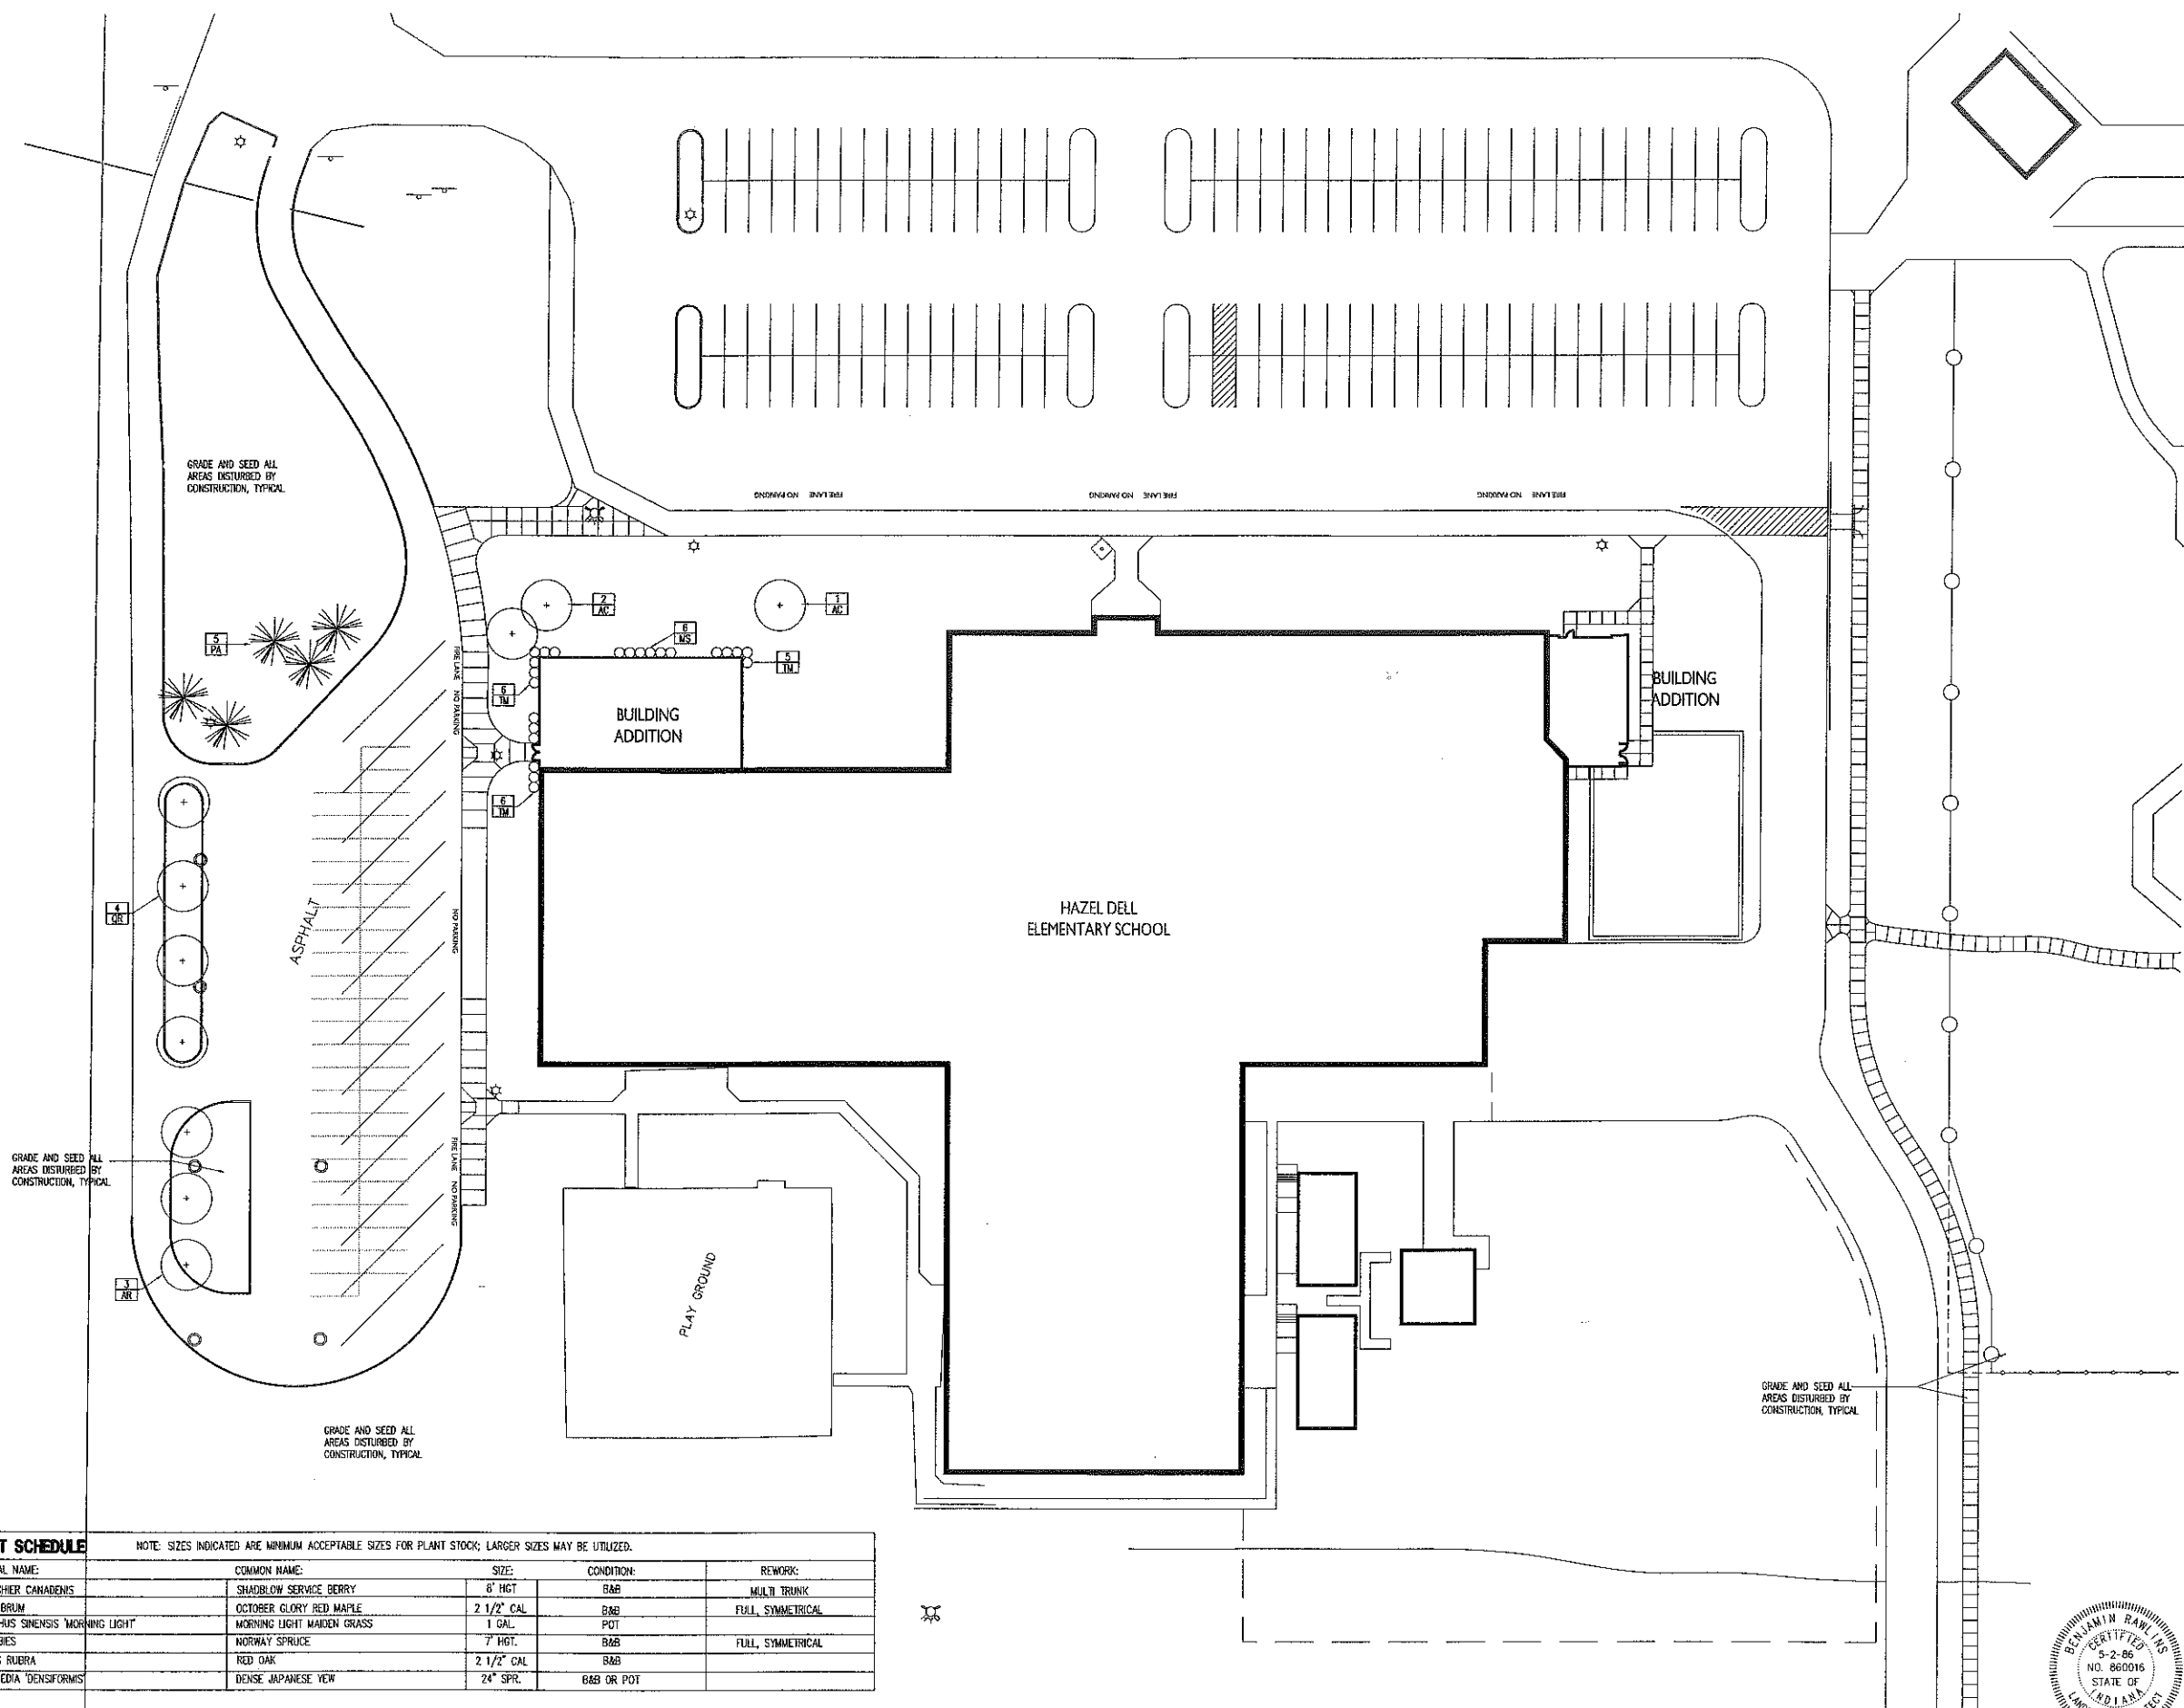 GRADE AND SEED ALL
AREAS DISTURBED BY
CONSTRUCTION, TYPICAL
FIRE LANE NO PARKING
FIRE LANE NO PARKING
FIRE LANE NO PARKING
2
AC
1
AC
6
MS
5
TM
5
PA
6
TM
6
TM
FIRE LANE NO PARKING
BUILDING
ADDITION
BUILDING
ADDITION
4
QR
ASPHALT
NO PARKING
HAZEL DELL
ELEMENTARY SCHOOL
GRADE AND SEED ALL
AREAS DISTURBED BY
CONSTRUCTION, TYPICAL
FIRE LANE NO PARKING
3
AR
PLAY GROUND
GRADE AND SEED ALL
AREAS DISTURBED BY
CONSTRUCTION, TYPICAL
GRADE AND SEED ALL
AREAS DISTURBED BY
CONSTRUCTION, TYPICAL
T SCHEDULE NOTE: SIZES INDICATED ARE MINIMUM ACCEPTABLE SIZES FOR PLANT STOCK; LARGER SIZES MAY BE UTILIZED.
AL NAME: COMMON NAME: SIZE: CONDITION: REWORK:
HIER CANADENIS SHADBLOW SERVICE BERRY 8' HGT B&B MULTI TRUNK
BRUM OCTOBER GLORY RED MAPLE 2 1/2" CAL B&B FULL, SYMMETRICAL
HUS SINENSIS 'MORNING LIGHT' MORNING LIGHT MAIDEN GRASS 1 GAL. POT
BIES NORWAY SPRUCE 7' HGT. B&B FULL, SYMMETRICAL
RUBRA RED OAK 2 1/2" CAL B&B
EDIA 'DENSIFORMIS' DENSE JAPANESE YEW 24" SPR. B&B OR POT
BENJAMIN RAWLINS
CERTIFIED
5-2-86
NO. 860016
STATE OF
INDIANA